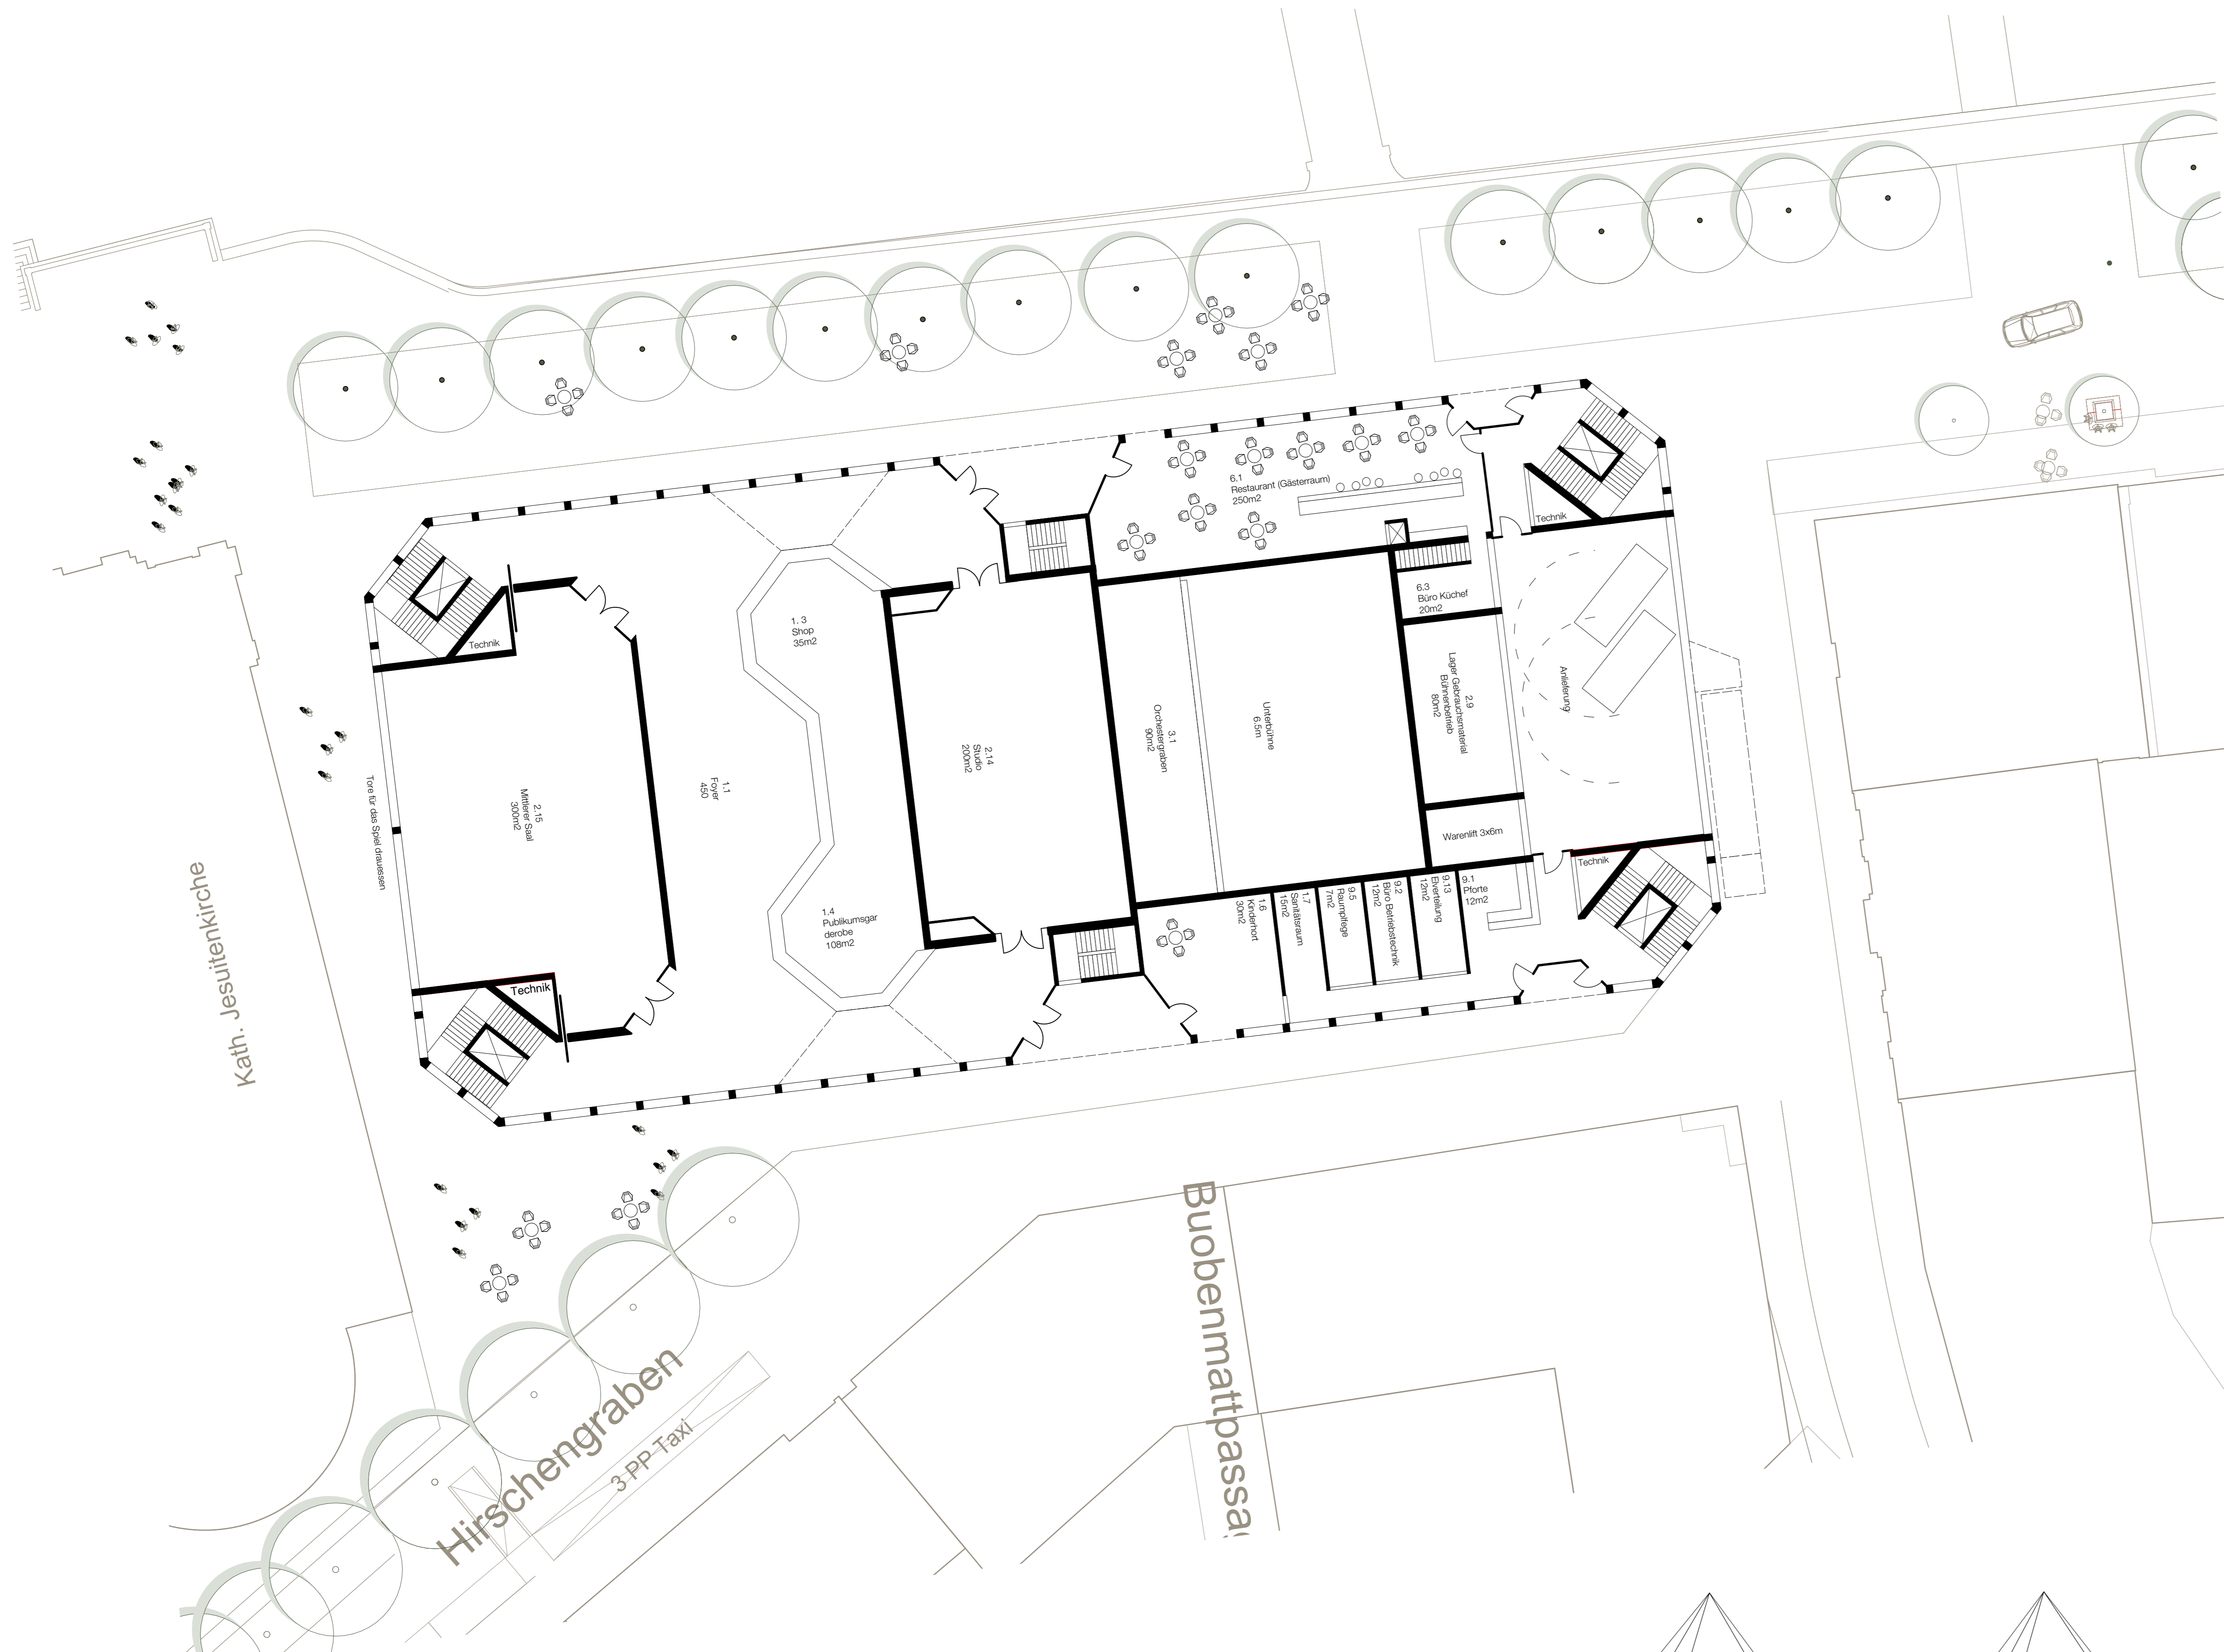 6.1
Restaurant (Gästerraum)
250m2
Technik
Technik
6.3
Büro Küchef
20m2
1. 3
Shop
35m2
2.9
Lager Gebrauchsmaterial
Bühnenbetrieb
80m2
Anlieferung
3.1
Orchestergraben
90m2
Unterbühne
6.5m
2.14
Studio
200m2
1.1
Foyer
450
2.15
Mittlerer Saal
300m2
Tore für das Spiel drauessen
Warenlift 3x6m
Technik
1.4
Publikumsgar
derobe
108m2
1.6
Kinderhort
30m2
1.7
Sanitätsraum
15m2
9.5
Raumpflege
7m2
9.2
Büro Betriebstechnik
12m2
9.13
Elverteilung
12m2
9.1
Pforte
12m2
Technik
Kath. Jesuitenkirche
Hirschengraben
3 PP Taxi
Buobenmattpassag